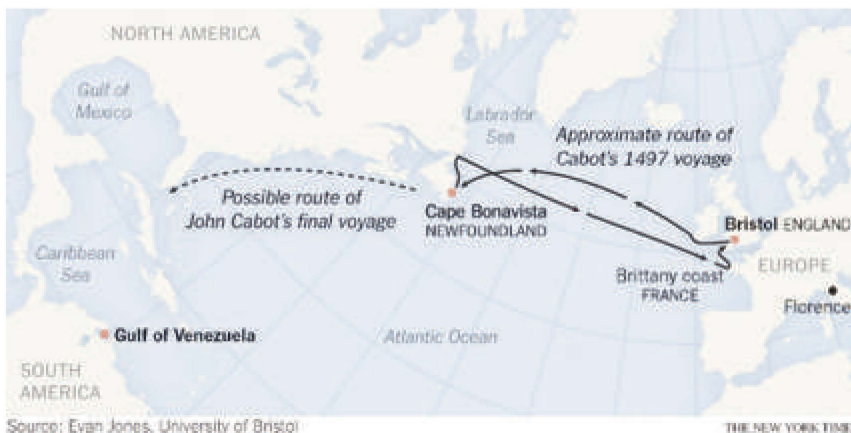 NORTH AMERICA
Gulf of
Mexico
Labrador
Sea
Approximate route of
Cabot's 1497 voyage
Possible route of
John Cabot's final voyage
Cape Bonavista
NEWFOUNDLAND
Bristol ENGLAND
Caribbean
Sea
EUROPE
Brittany coast
FRANCE
Florence
Gulf of Venezuela
Atlantic Ocean
SOUTH
AMERICA
Source: Evan Jones, University of Bristol
THE NEW YORK TIME